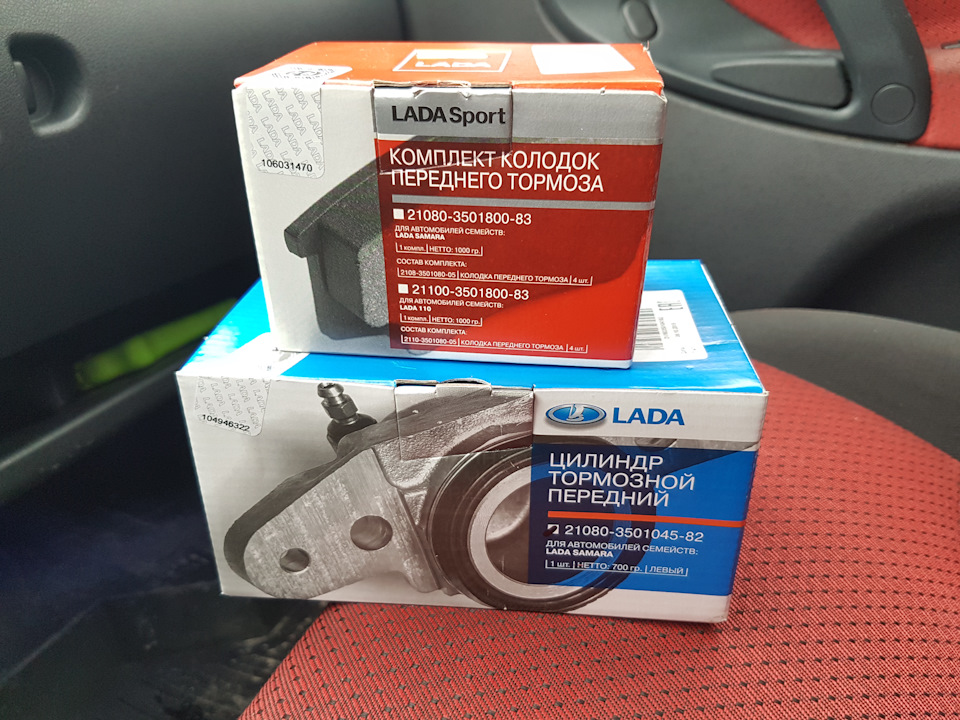 LADA
LADA Sport
106031470
КОМПЛЕКТ КОЛОДОК
ПЕРЕДНЕГО ТОРМОЗА
21080-3501800-83
ДЛЯ АВТОМОБИЛЕЙ СЕМЕЙСТВ:
LADA SAMARA
1 компл. | НЕТТО: 1000 гр.
СОСТАВ КОМПЛЕКТА:
2108-3501080-05 | КОЛОДКА ПЕРЕДНЕГО ТОРМОЗА | 4 шт.
21100-3501800-83
ДЛЯ АВТОМОБИЛЕЙ СЕМЕЙСТВ:
LADA 110
1 компл. | НЕТТО: 1000 гр.
СОСТАВ КОМПЛЕКТА:
2110-3501080-05 | КОЛОДКА ПЕРЕДНЕГО ТОРМОЗА | 4 шт.
EAC
104946322
LADA
ЦИЛИНДР
ТОРМОЗНОЙ
ПЕРЕДНИЙ
21080-3501045-82
ДЛЯ АВТОМОБИЛЕЙ СЕМЕЙСТВ:
LADA SAMARA
1 шт. | НЕТТО: 700 гр. | ЛЕВЫЙ